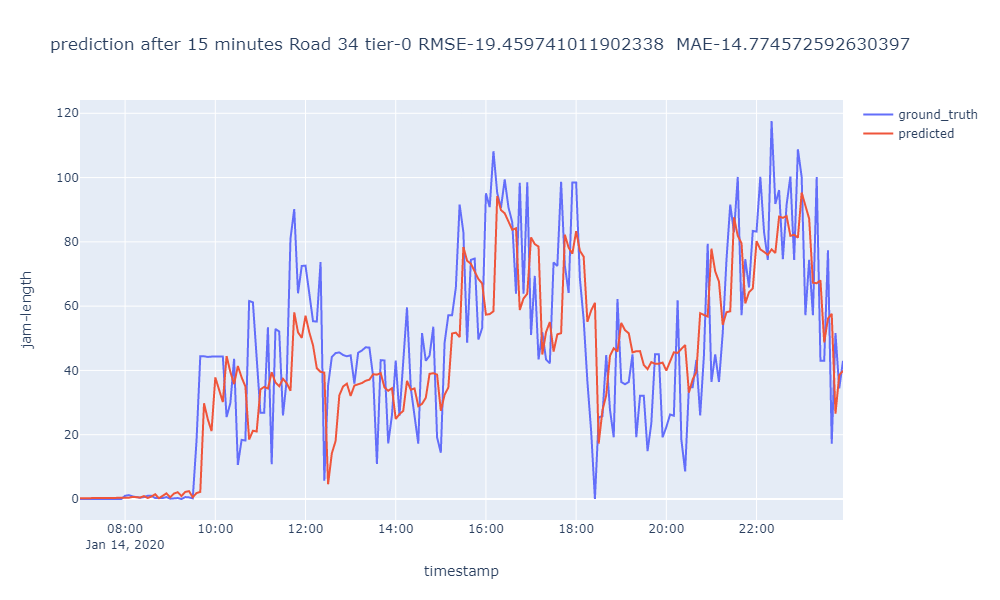 prediction after 15 minutes Road 34 tier-0 RMSE-19.459741011902338  MAE-14.774572592630397
ground_truth
predicted
120
100
80
60
40
20
0
jam-length
08:00 10:00 12:00 14:00 16:00 18:00 20:00 22:00
Jan 14, 2020
timestamp